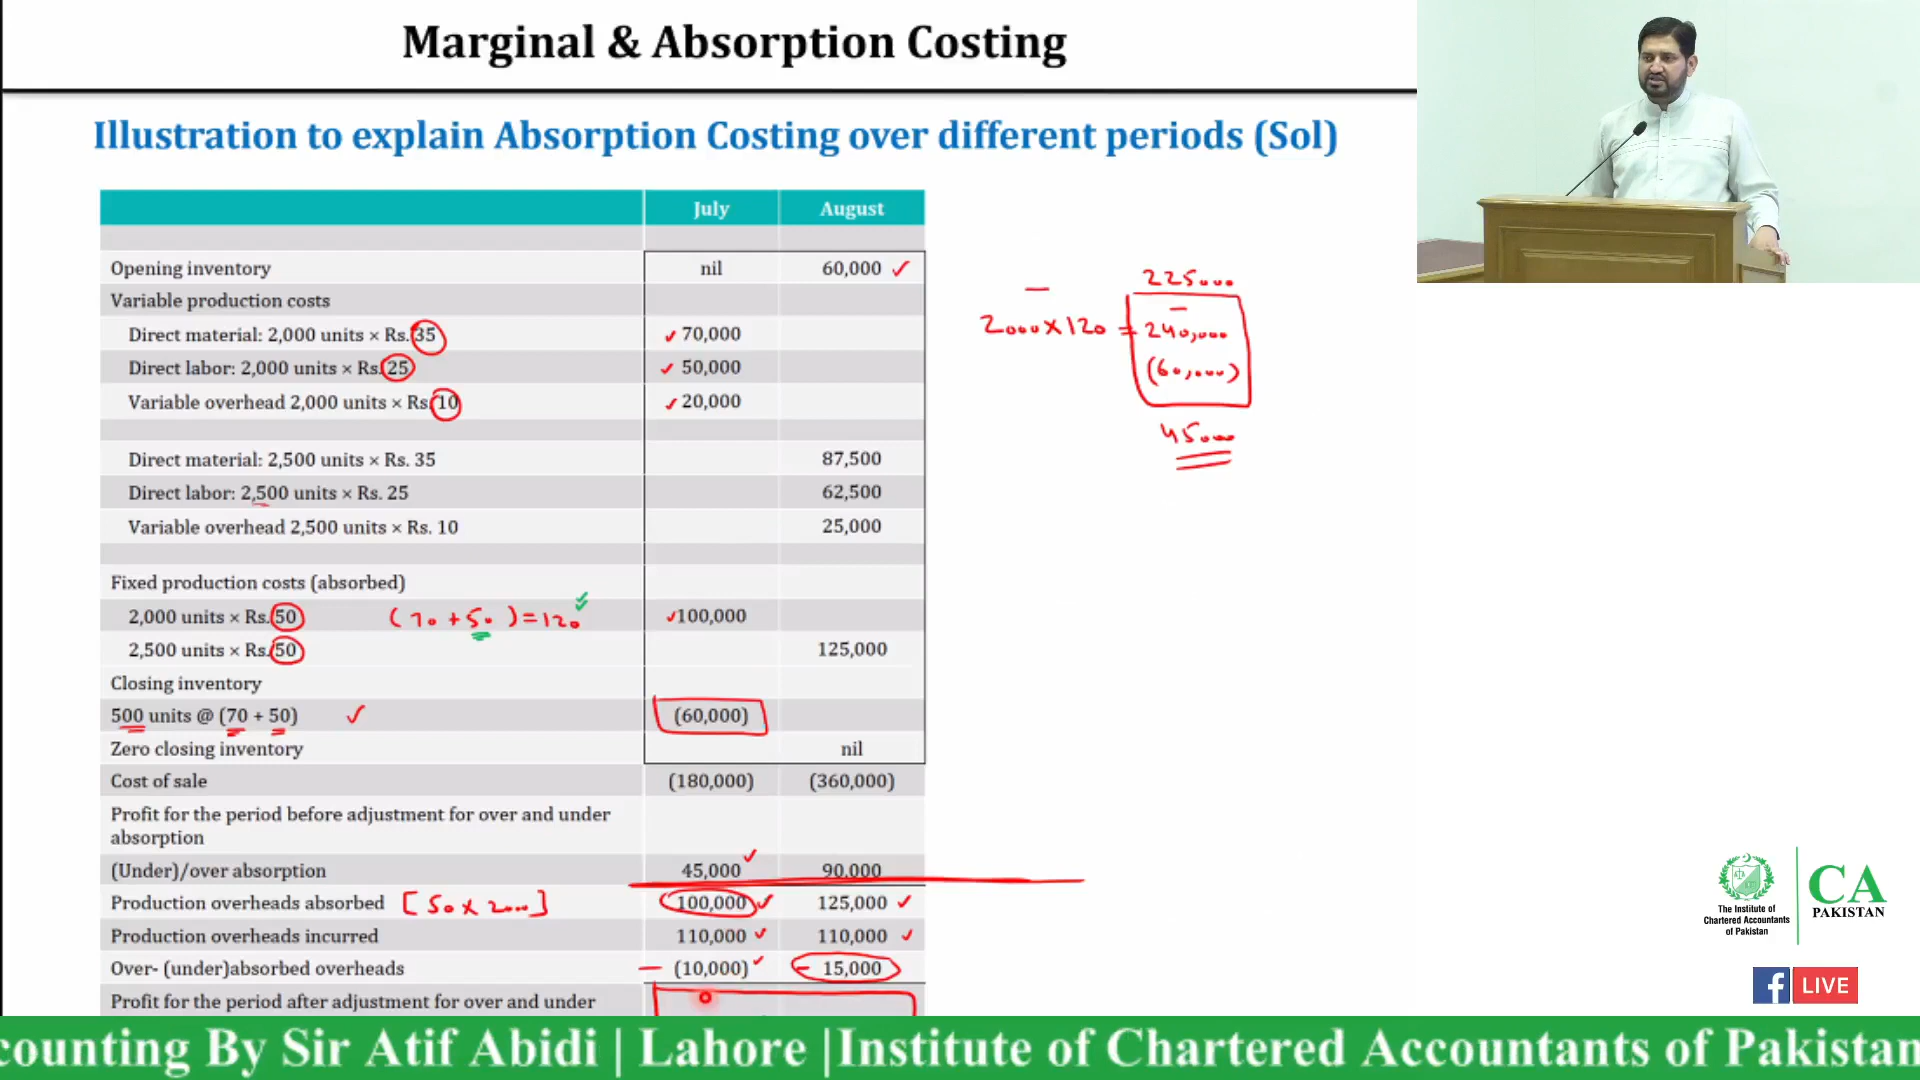 Marginal & Absorption Costing
Illustration to explain Absorption Costing over different periods (Sol)
July August
Opening inventory nil 60,000 ✓
Variable production costs
Direct material: 2,000 units × Rs. 35 ✓ 70,000
Direct labor: 2,000 units × Rs. 25 ✓ 50,000
Variable overhead 2,000 units × Rs. 10 ✓ 20,000
Direct material: 2,500 units × Rs. 35 87,500
Direct labor: 2,500 units × Rs. 25 62,500
Variable overhead 2,500 units × Rs. 10 25,000
Fixed production costs (absorbed)
2,000 units × Rs. 50 (70 + 50) = 120 ✓ 100,000
2,500 units × Rs. 50 125,000
Closing inventory
500 units @ (70 + 50) ✓ (60,000)
Zero closing inventory nil
Cost of sale (180,000) (360,000)
Profit for the period before adjustment for over and under
absorption
(Under)/over absorption 45,000 ✓ 90,000
Production overheads absorbed [50 x 2000] 100,000 ✓ 125,000 ✓
Production overheads incurred 110,000 ✓ 110,000 ✓
Over- (under)absorbed overheads (10,000) ✓ 15,000
Profit for the period after adjustment for over and under
225000
2000 x 120 = 240,000
(60,000)
45000
The Institute of
Chartered Accountants
of Pakistan
CA
PAKISTAN
f LIVE
counting By Sir Atif Abidi | Lahore |Institute of Chartered Accountants of Pakistan